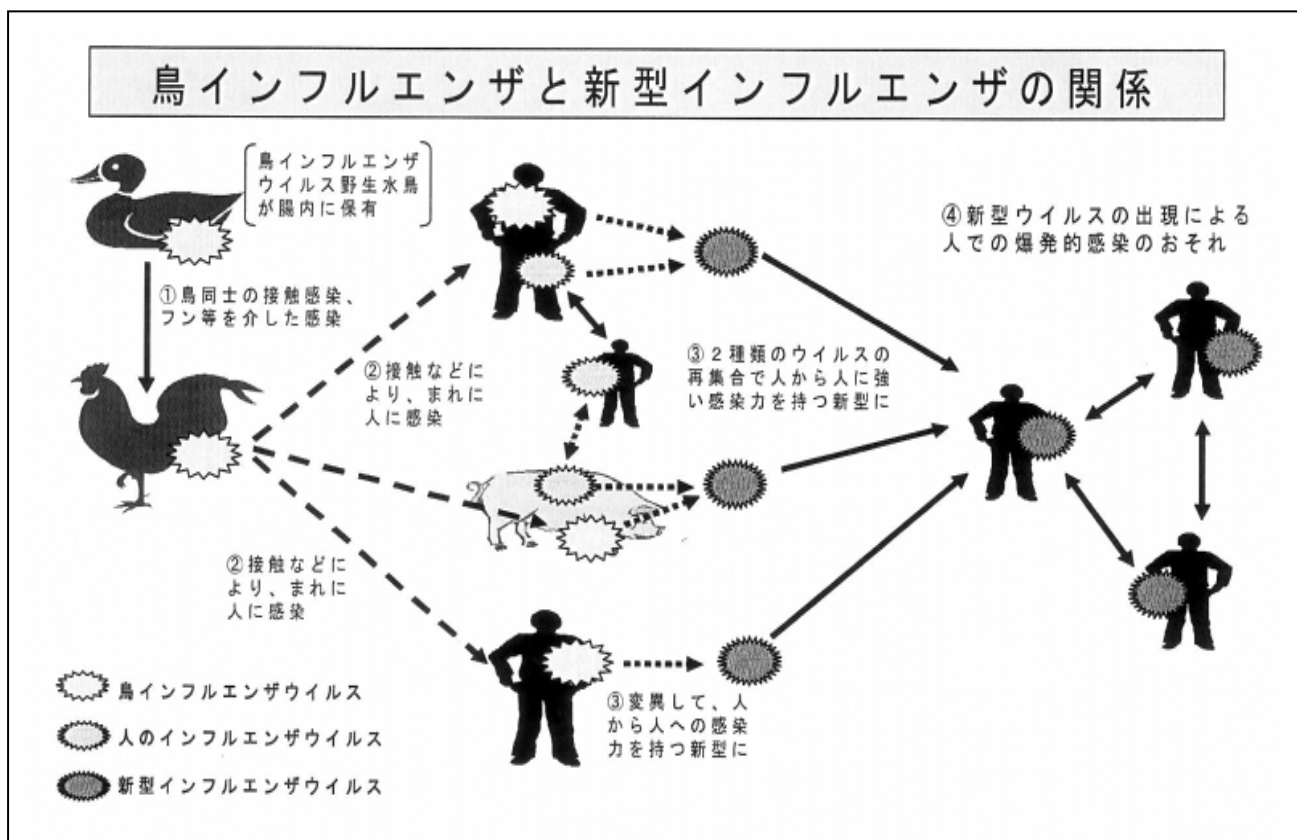 鳥インフルエンザと新型インフルエンザの関係
鳥インフルエンザ
ウイルス野生水鳥
が腸内に保有
①鳥同士の接触感染、
フン等を介した感染
②接触などに
より、まれに
人に感染
②接触などに
より、まれに
人に感染
③2種類のウイルスの
再集合で人から人に強
い感染力を持つ新型に
③変異して、人
から人への感染
力を持つ新型に
④新型ウイルスの出現による
人での爆発的感染のおそれ
鳥インフルエンザウイルス
人のインフルエンザウイルス
新型インフルエンザウイルス